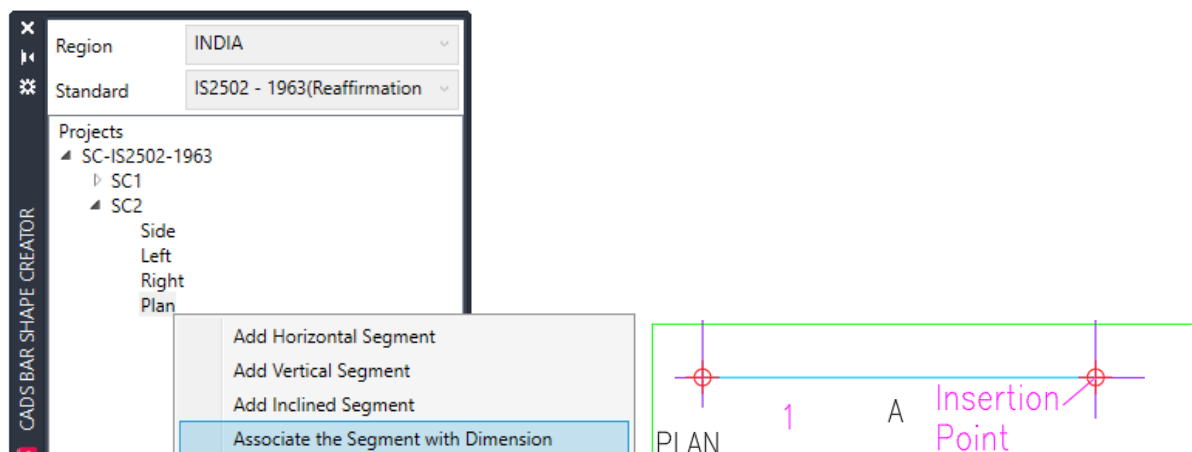 Region INDIA
Standard IS2502 - 1963(Reaffirmation
Projects
SC-IS2502-1963
SC1
SC2
Side
Left
Right
Plan
Add Horizontal Segment
Add Vertical Segment
Add Inclined Segment
Associate the Segment with Dimension
CADS BAR SHAPE CREATOR
1 A Insertion
Point
PLAN